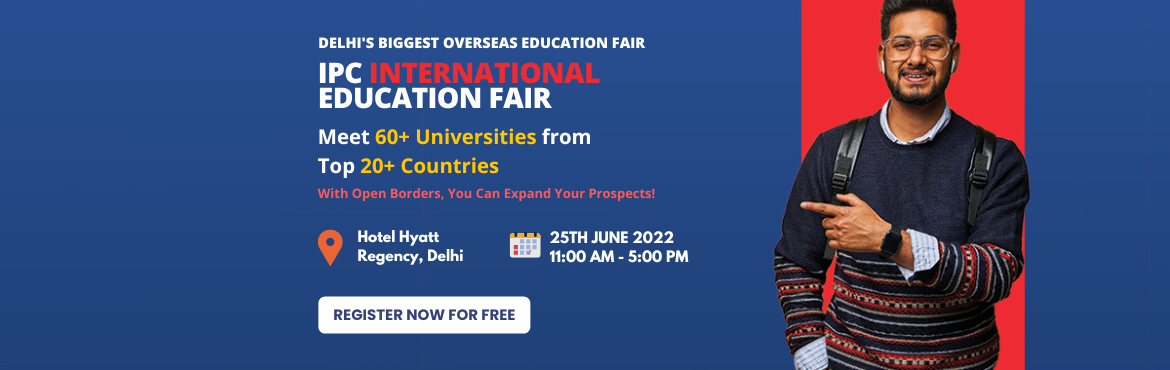 DELHI'S BIGGEST OVERSEAS EDUCATION FAIR
IPC INTERNATIONAL
EDUCATION FAIR
Meet 60+ Universities from
Top 20+ Countries
With Open Borders, You Can Expand Your Prospects!
Hotel Hyatt
Regency, Delhi
25TH JUNE 2022
11:00 AM - 5:00 PM
REGISTER NOW FOR FREE